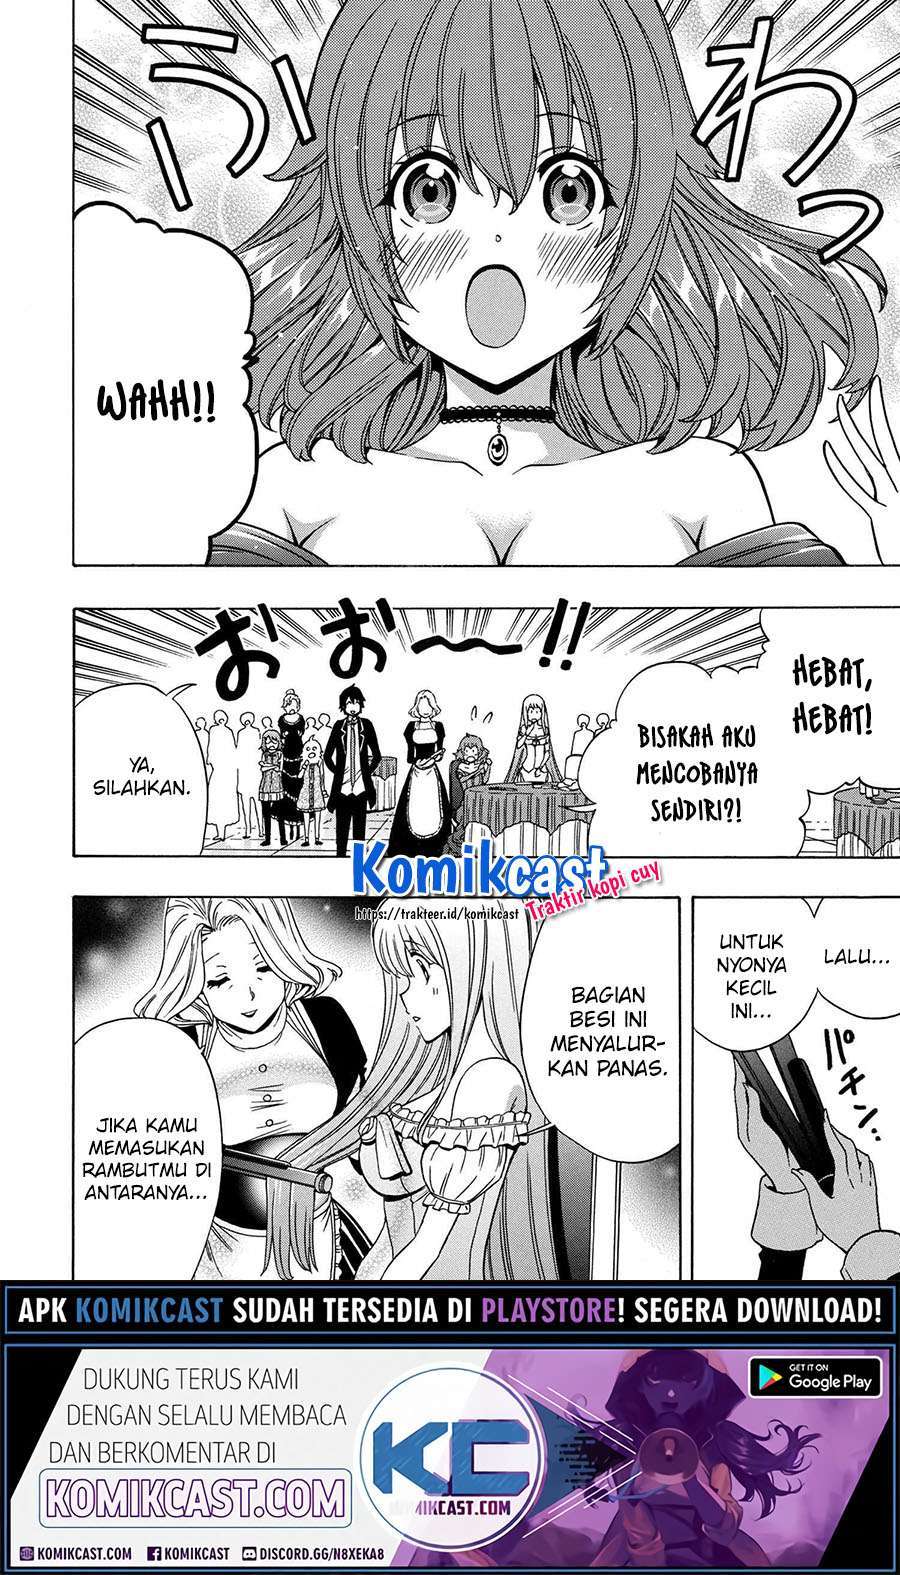 ふわっ
WAHH!!
おお〜!!
HEBAT,
HEBAT!
BISAKAH AKU
MENCOBANYA
SENDIRI?!
YA,
SILAHKAN.
Komikcast
https://trakteer.id/komikcast
Traktir kopi cuy
LALU...
UNTUK
NYONYA
KECIL
INI...
パチン..
BAGIAN
BESI INI
MENYALUR-
KAN PANAS.
JIKA KAMU
MEMASUKAN
RAMBUTMU DI
ANTARANYA...
APK KOMIKCAST SUDAH TERSEDIA DI PLAYSTORE! SEGERA DOWNLOAD!
DUKUNG TERUS KAMI
DENGAN SELALU MEMBACA
DAN BERKOMENTAR DI
KOMIKCAST.COM
KOMIKCAST.COM KOMIKCAST DISCORD.GG/N8XEKA8
KC
KOMIKCAST.COM
GET IT ON
Google Play